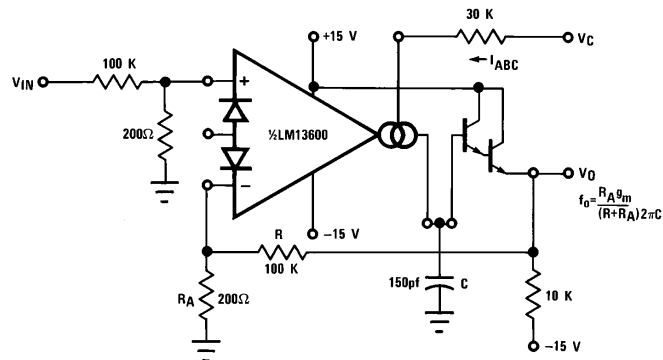 30 K
+15 V
VC
100 K
IABC
VIN
+
½LM13600
200Ω
VO
fo= RAgm
(R+RA)2πC
−
−15 V
R
100 K
150pf
C
RA
200Ω
10 K
−15 V